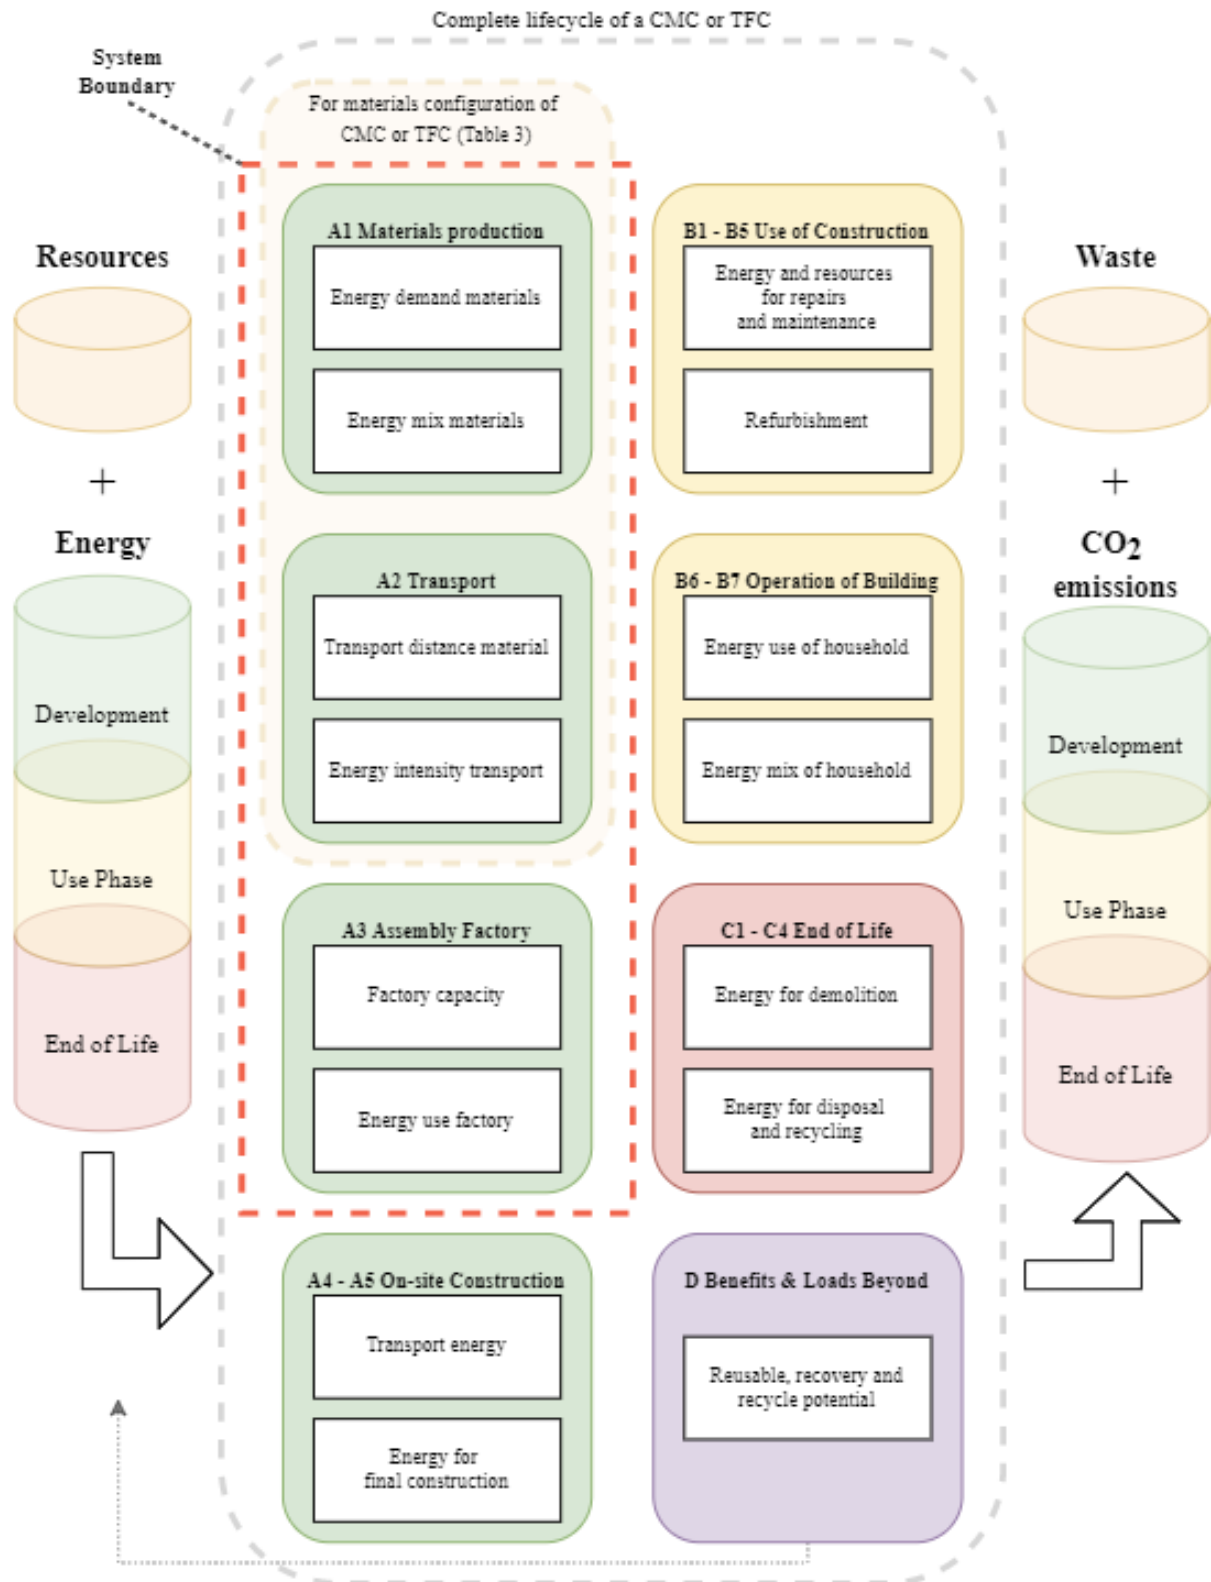 Complete lifecycle of a CMC or TFC
System
Boundary
For materials configuration of
CMC or TFC (Table 3)
Resources
+
Energy
Development
Use Phase
End of Life
A1 Materials production
Energy demand materials
Energy mix materials
A2 Transport
Transport distance material
Energy intensity transport
A3 Assembly Factory
Factory capacity
Energy use factory
A4 - A5 On-site Construction
Transport energy
Energy for
final construction
B1 - B5 Use of Construction
Energy and resources
for repairs
and maintenance
Refurbishment
B6 - B7 Operation of Building
Energy use of household
Energy mix of household
C1 - C4 End of Life
Energy for demolition
Energy for disposal
and recycling
D Benefits & Loads Beyond
Reusable, recovery and
recycle potential
Waste
+
CO2
emissions
Development
Use Phase
End of Life